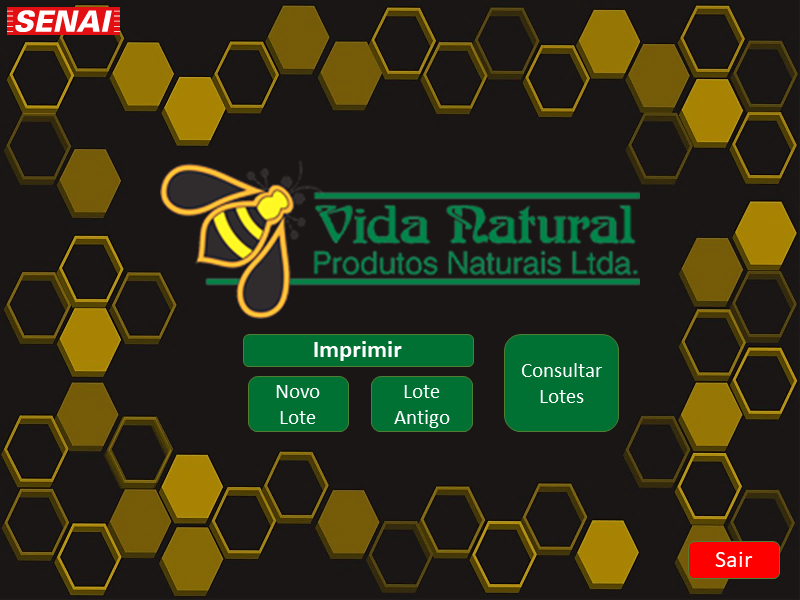 SENAI
Vida Natural
Produtos Naturais Ltda.
Imprimir
Novo
Lote
Lote
Antigo
Consultar
Lotes
Sair